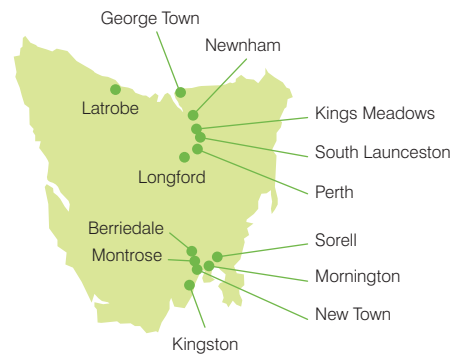 George Town
Newnham
Latrobe
Kings Meadows
South Launceston
Longford
Perth
Berriedale
Sorell
Montrose
Mornington
New Town
Kingston